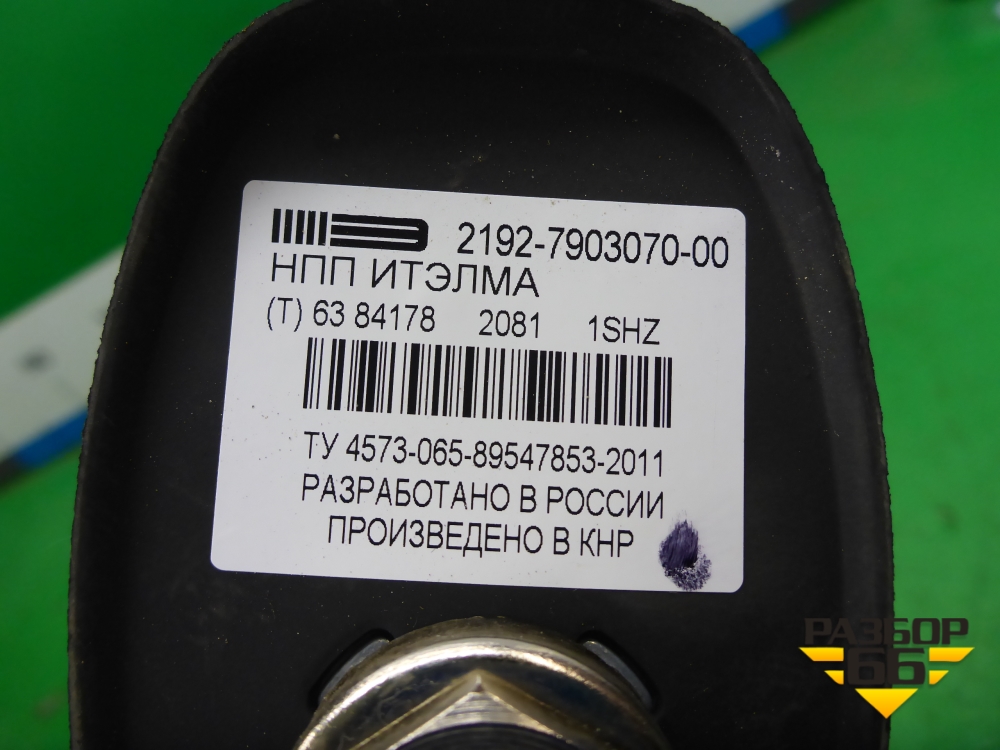 2192-7903070-00
НПП ИТЭЛМА
(Т) 63 84178 2081 1SHZ
ТУ 4573-065-89547853-2011
РАЗРАБОТАНО В РОССИИ
ПРОИЗВЕДЕНО В КНР
РАЗБОР
66